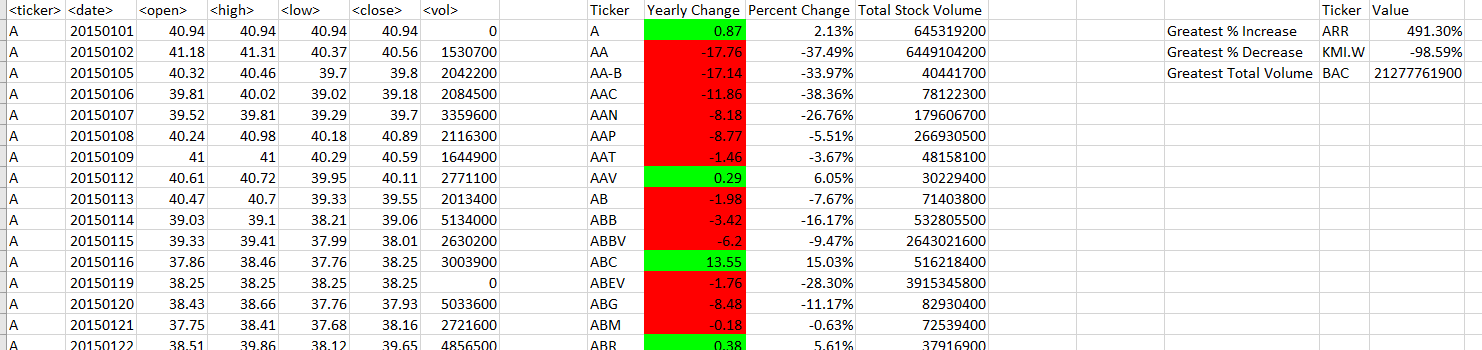 <ticker> <date> <open> <high> <low> <close> <vol> Ticker Yearly Change Percent Change Total Stock Volume Ticker Value
A 20150101 40.94 40.94 40.94 40.94 0 A 0.87 2.13% 645319200 Greatest % Increase ARR 491.30%
A 20150102 41.18 41.31 40.37 40.56 1530700 AA -17.76 -37.49% 6449104200 Greatest % Decrease KMI.W -98.59%
A 20150105 40.32 40.46 39.7 39.8 2042200 AA-B -17.14 -33.97% 40441700 Greatest Total Volume BAC 21277761900
A 20150106 39.81 40.02 39.02 39.18 2084500 AAC -11.86 -38.36% 78122300
A 20150107 39.52 39.81 39.29 39.7 3359600 AAN -8.18 -26.76% 179606700
A 20150108 40.24 40.98 40.18 40.89 2116300 AAP -8.77 -5.51% 266930500
A 20150109 41 41 40.29 40.59 1644900 AAT -1.46 -3.67% 48158100
A 20150112 40.61 40.72 39.95 40.11 2771100 AAV 0.29 6.05% 30229400
A 20150113 40.47 40.7 39.33 39.55 2013400 AB -1.98 -7.67% 71403800
A 20150114 39.03 39.1 38.21 39.06 5134000 ABB -3.42 -16.17% 532805500
A 20150115 39.33 39.41 37.99 38.01 2630200 ABBV -6.2 -9.47% 2643021600
A 20150116 37.86 38.46 37.76 38.25 3003900 ABC 13.55 15.03% 516218400
A 20150119 38.25 38.25 38.25 38.25 0 ABEV -1.76 -28.30% 3915345800
A 20150120 38.43 38.66 37.76 37.93 5033600 ABG -8.48 -11.17% 82930400
A 20150121 37.75 38.41 37.68 38.16 2721600 ABM -0.18 -0.63% 72539400
A 20150122 38.51 39.86 38.12 39.65 4856500 ABR 0.38 5.61% 37916900